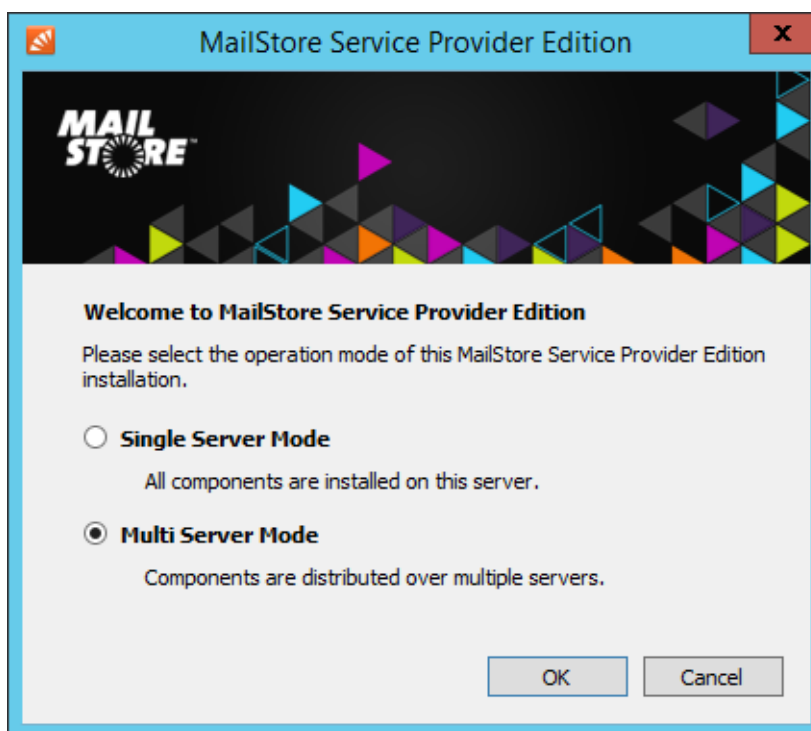 MailStore Service Provider Edition
x
MAIL
STORE™
Welcome to MailStore Service Provider Edition
Please select the operation mode of this MailStore Service Provider Edition
installation.
Single Server Mode
All components are installed on this server.
Multi Server Mode
Components are distributed over multiple servers.
OK Cancel